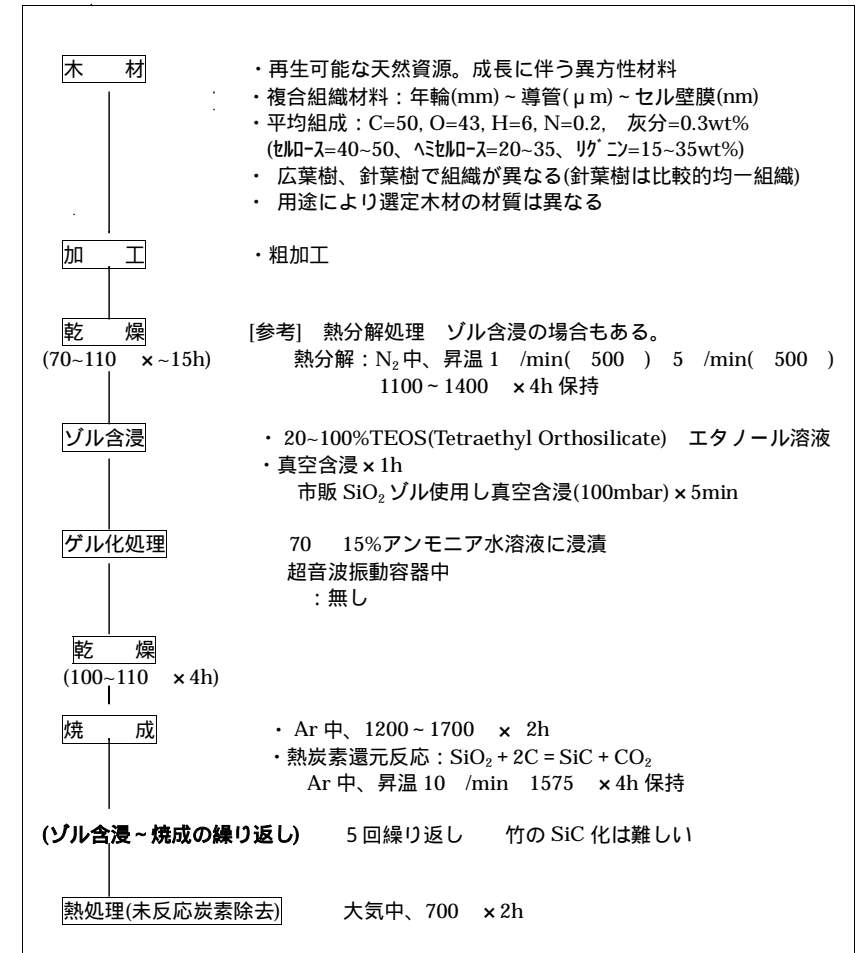 木　　材　　・再生可能な天然資源。成長に伴う異方性材料
・複合組織材料：年輪(mm)~導管(μm)~セル壁膜(nm)
・平均組成：C=50, O=43, H=6, N=0.2,　灰分=0.3wt%
(ｾﾙﾛｰｽ=40~50、ﾍﾐｾﾙﾛｰｽ=20~35、ﾘｸﾞﾆﾝ=15~35wt%)
・ 広葉樹、針葉樹で組織が異なる(針葉樹は比較的均一組織)
・ 用途により選定木材の材質は異なる
加　　工　　・粗加工
乾　　燥　　[参考]　熱分解処理　ゾル含浸の場合もある。
(70~110　×~15h)　　熱分解：N₂中、昇温 1　/min(　500　)　5　/min(　500　)
1100~1400　×4h 保持
ゾル含浸　　・ 20~100%TEOS(Tetraethyl Orthosilicate)　エタノール溶液
・真空含浸×1h
市販 SiO₂ゾル使用し真空含浸(100mbar)×5min
ゲル化処理　　70　15%アンモニア水溶液に浸漬
超音波振動容器中
：無し
乾　　燥
(100~110　×4h)
焼　　成　　・ Ar 中、1200~1700　× 2h
・熱炭素還元反応：SiO₂ + 2C = SiC + CO₂
Ar 中、昇温 10　/min　1575　×4h 保持
(ゾル含浸~焼成の繰り返し)　　5 回繰り返し　　竹の SiC 化は難しい
熱処理(未反応炭素除去)　　大気中、700　×2h